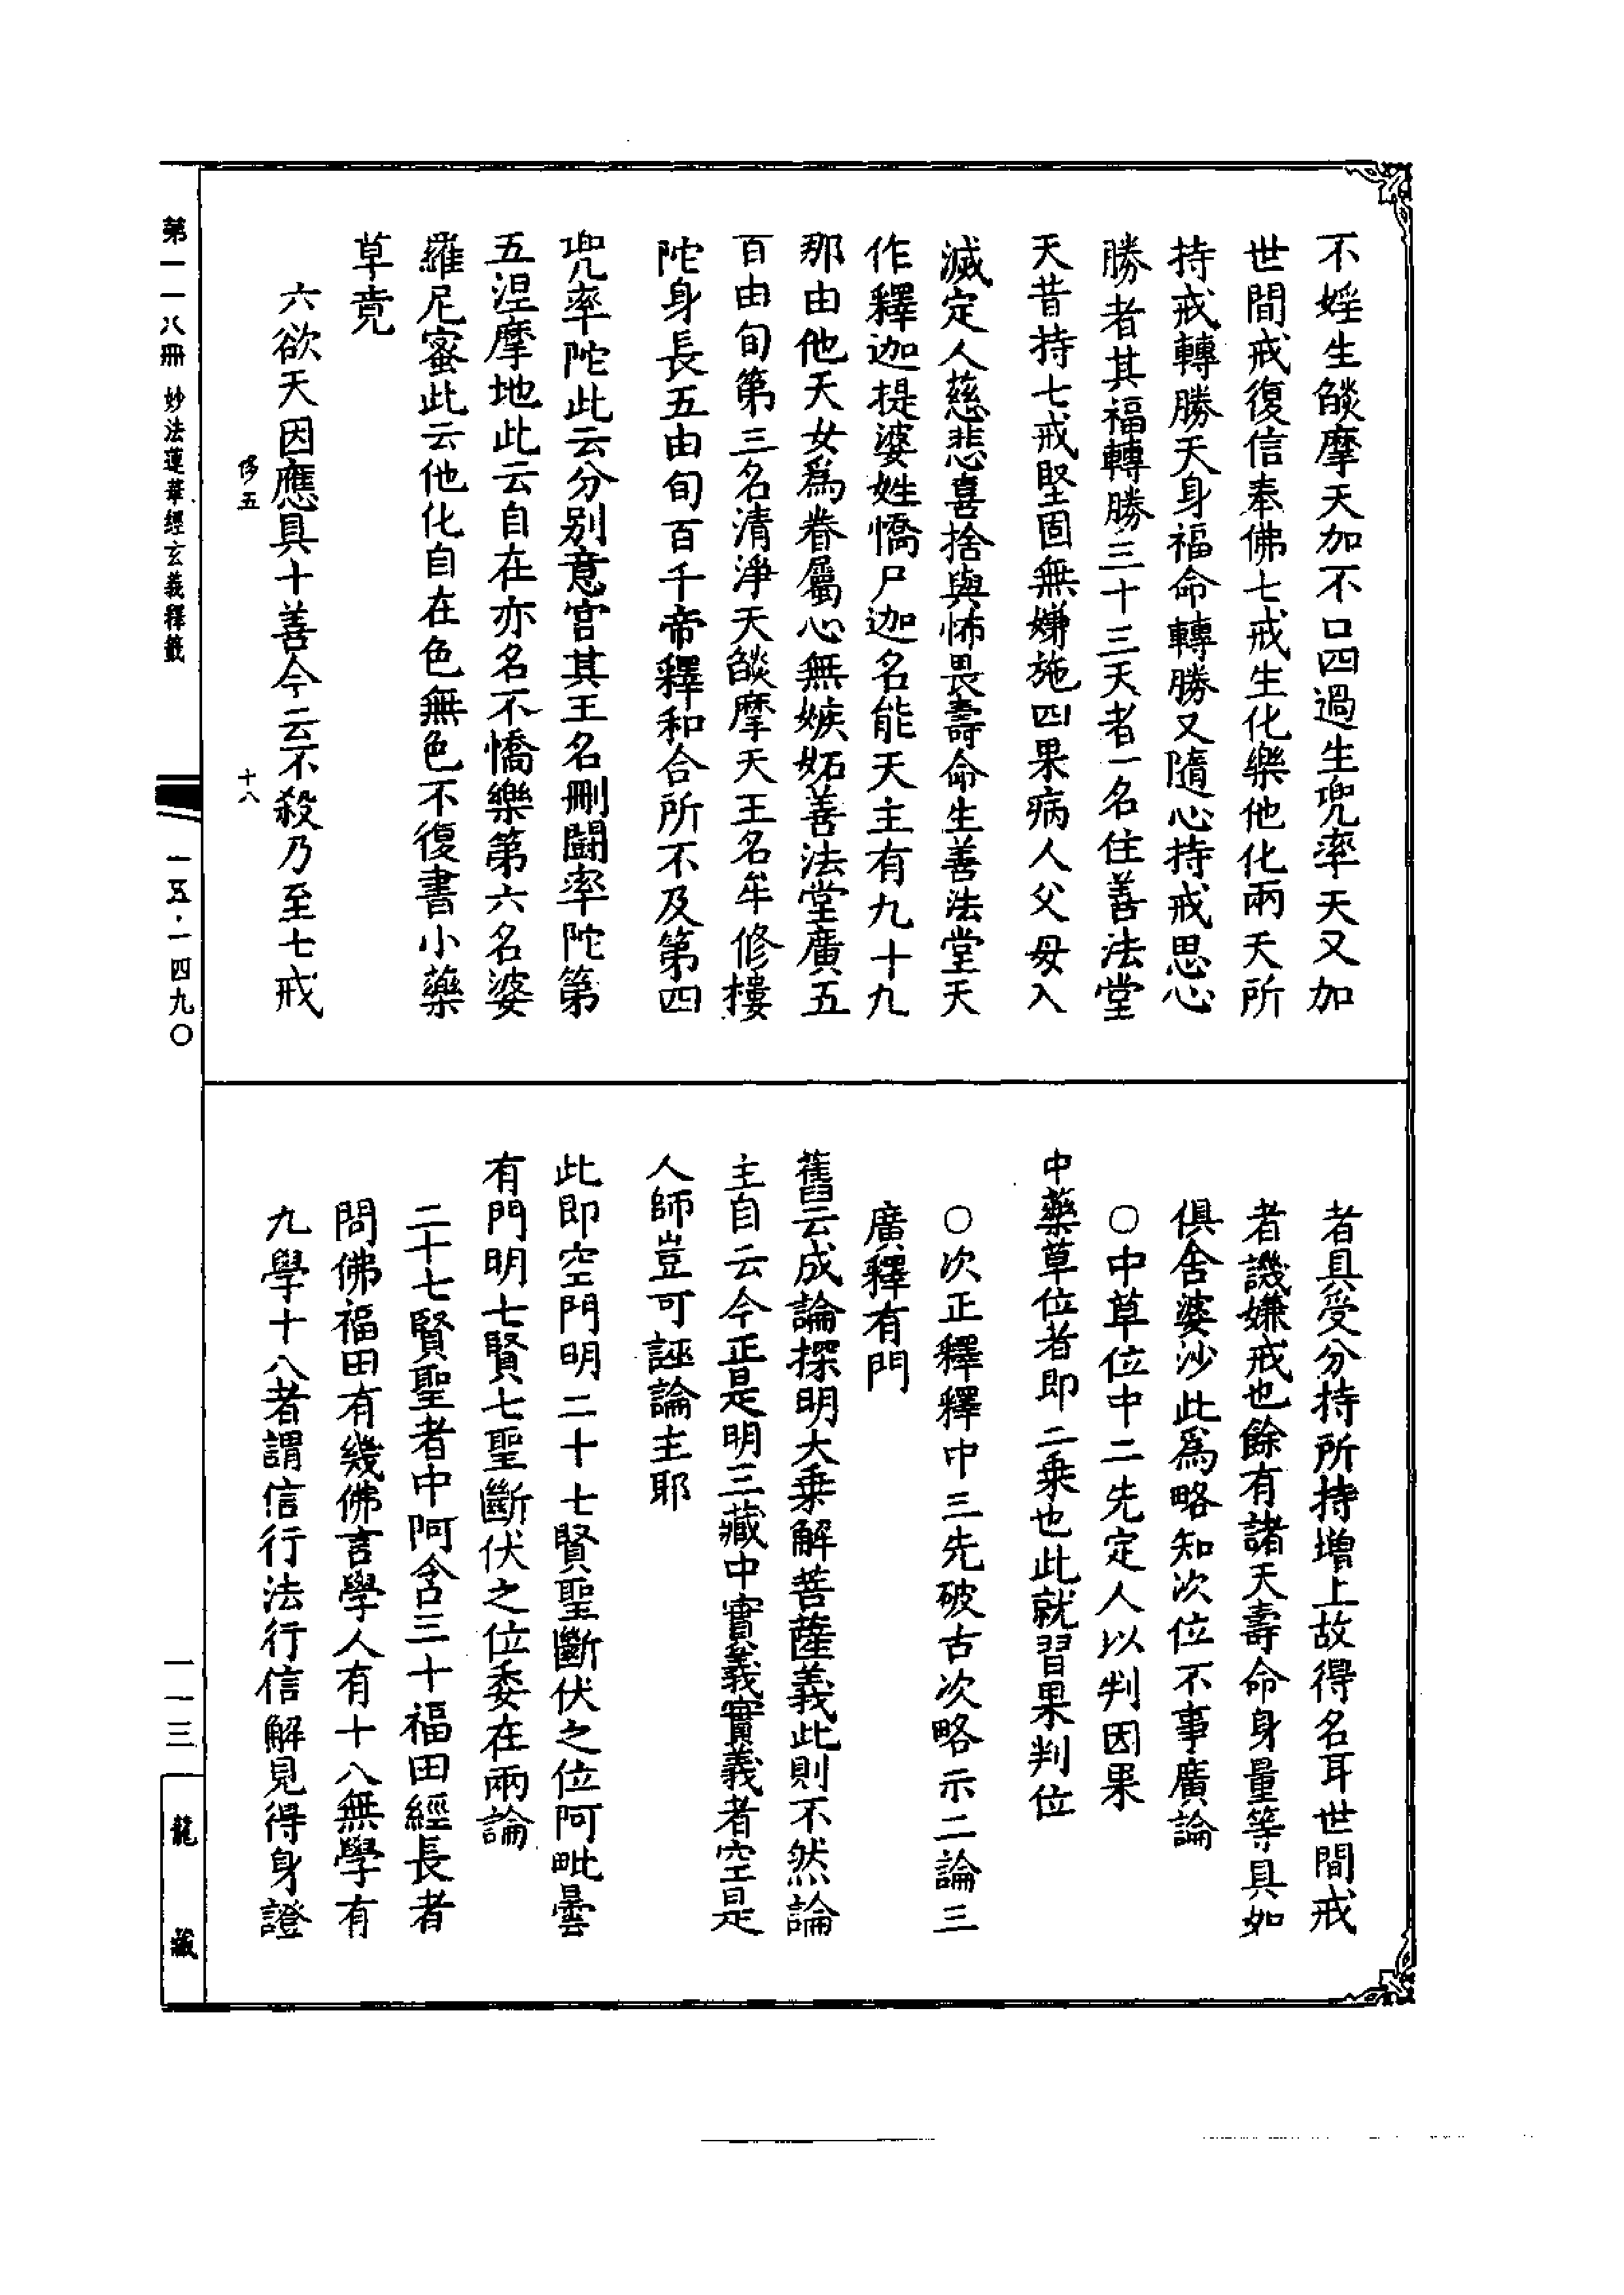 不婬生燄摩天加不口四過生兜率天又加
世間戒復信奉佛七戒生化樂他化兩天所
持戒轉勝天身福命轉勝又隨心持戒思心
勝者其福轉勝三十三天者一名住善法堂
天昔持七戒堅固無嫌施四果病人父母入
滅定人慈悲喜捨與怖畏壽命生善法堂天
作釋迦提婆姓憍尸迦名能天主有九十九
那由他天女爲眷屬心無嫉妬善法堂廣五
百由旬第三名清淨天燄摩天王名牟修摟
陀身長五由旬百千帝釋和合所不及第四
兜率陀此云分别意宫其王名刪闘率陀第
五涅摩地此云自在亦名不憍樂第六名婆
羅尼蜜此云他化自在色無色不復書小藥
草竟
六欲天因應具十善今云不殺乃至七戒
侈五
十八
者具受分持所持增上故得名耳世間戒
者譏嫌戒也餘有諸天壽命身量等具如
俱舍婆沙此爲略知次位不事廣論
○中草位中二先定人以判因果
中藥草位者即二乘也此就習果判位
○次正釋釋中三先破古次略示二論三
廣釋有門
舊云成論探明大乘解菩薩義此則不然論
主自云今正是明三藏中實義實義者空是
人師豈可誣論主耶
此即空門明二十七賢聖斷伏之位阿毗曇
有門明七賢七聖斷伏之位委在兩論
二十七賢聖者中阿含三十福田經長者
問佛福田有幾佛言學人有十八無學有
九學十八者謂信行法行信解見得身證
第一一八冊 妙法蓮華經玄義釋籤
一五·一四九〇
一一三
龍藏